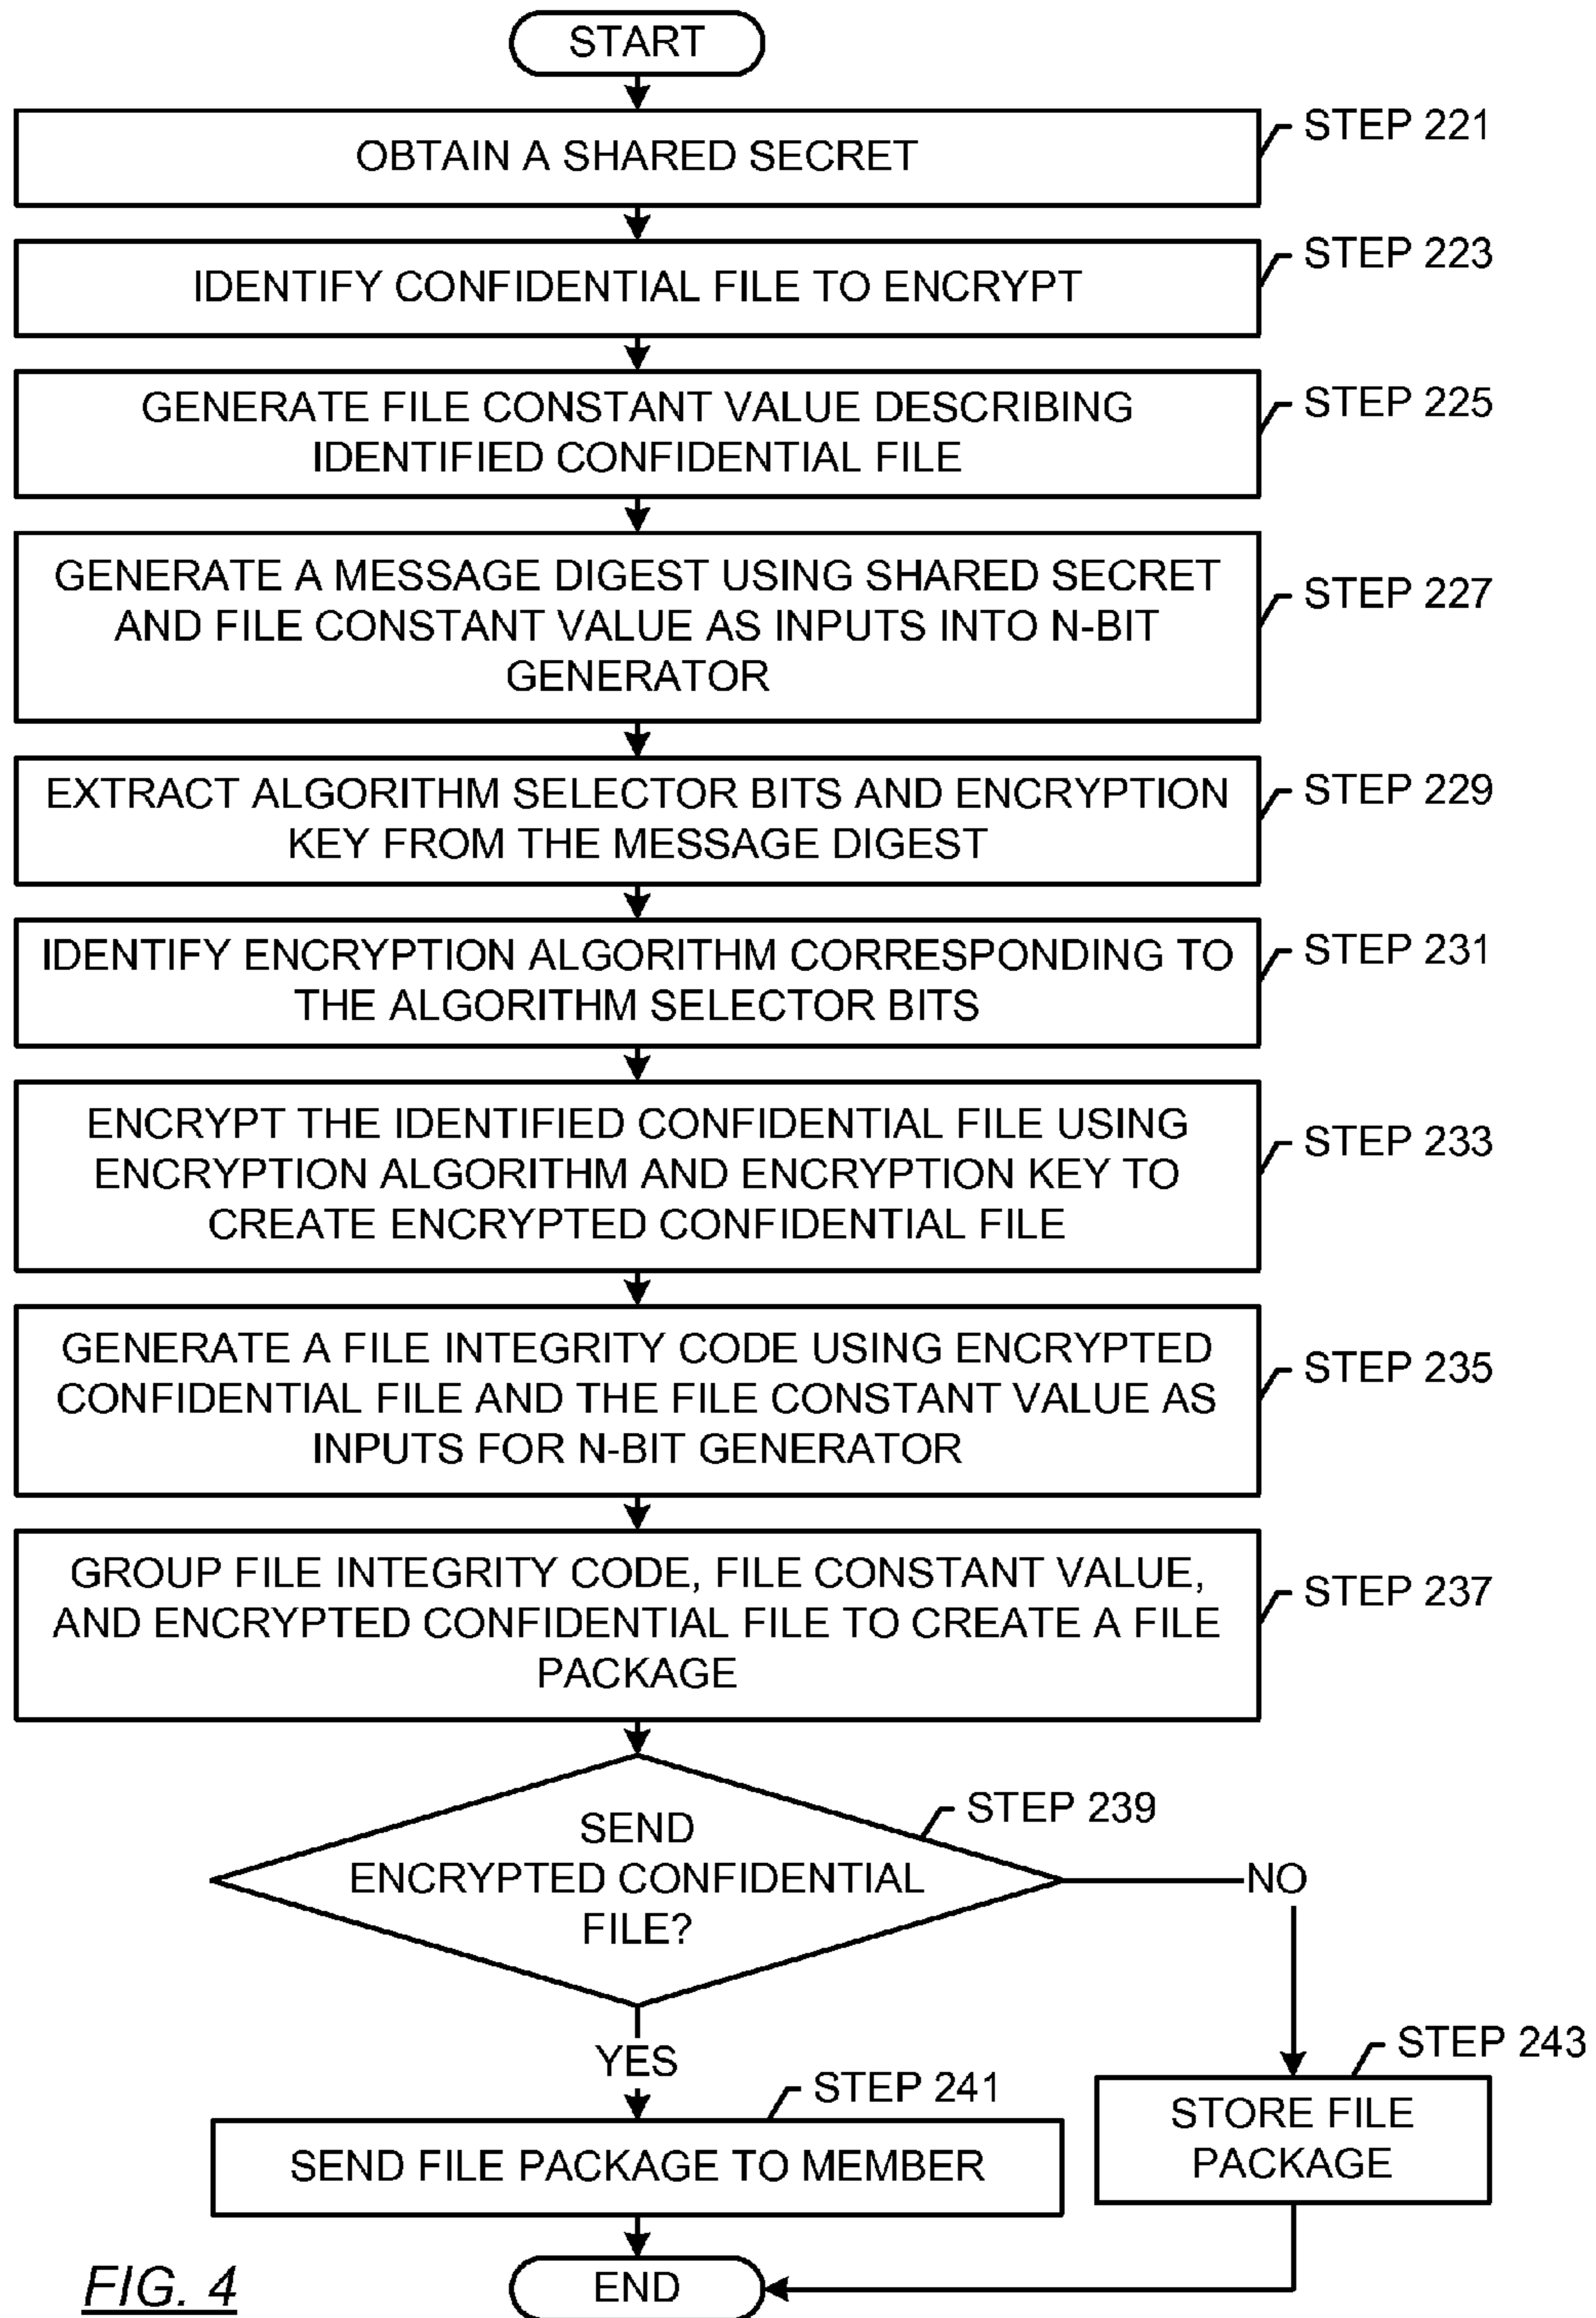 START
OBTAIN A SHARED SECRET
STEP 221
IDENTIFY CONFIDENTIAL FILE TO ENCRYPT
STEP 223
GENERATE FILE CONSTANT VALUE DESCRIBING
IDENTIFIED CONFIDENTIAL FILE
STEP 225
GENERATE A MESSAGE DIGEST USING SHARED SECRET
AND FILE CONSTANT VALUE AS INPUTS INTO N-BIT
GENERATOR
STEP 227
EXTRACT ALGORITHM SELECTOR BITS AND ENCRYPTION
KEY FROM THE MESSAGE DIGEST
STEP 229
IDENTIFY ENCRYPTION ALGORITHM CORRESPONDING TO
THE ALGORITHM SELECTOR BITS
STEP 231
ENCRYPT THE IDENTIFIED CONFIDENTIAL FILE USING
ENCRYPTION ALGORITHM AND ENCRYPTION KEY TO
CREATE ENCRYPTED CONFIDENTIAL FILE
STEP 233
GENERATE A FILE INTEGRITY CODE USING ENCRYPTED
CONFIDENTIAL FILE AND THE FILE CONSTANT VALUE AS
INPUTS FOR N-BIT GENERATOR
STEP 235
GROUP FILE INTEGRITY CODE, FILE CONSTANT VALUE,
AND ENCRYPTED CONFIDENTIAL FILE TO CREATE A FILE
PACKAGE
STEP 237
SEND
ENCRYPTED CONFIDENTIAL
FILE?
STEP 239
NO
YES
STEP 241
SEND FILE PACKAGE TO MEMBER
STEP 243
STORE FILE
PACKAGE
END
FIG. 4